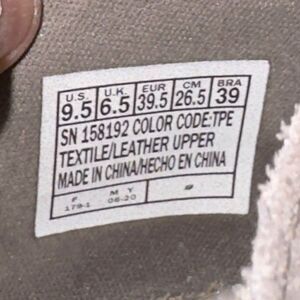 U.S. U.K. EUR CM BRA
9.5 6.5 39.5 26.5 39
SN 158192 COLOR CODE:TPE
TEXTILE/LEATHER UPPER
MADE IN CHINA/HECHO EN CHINA
F M Y
179-1 06-20